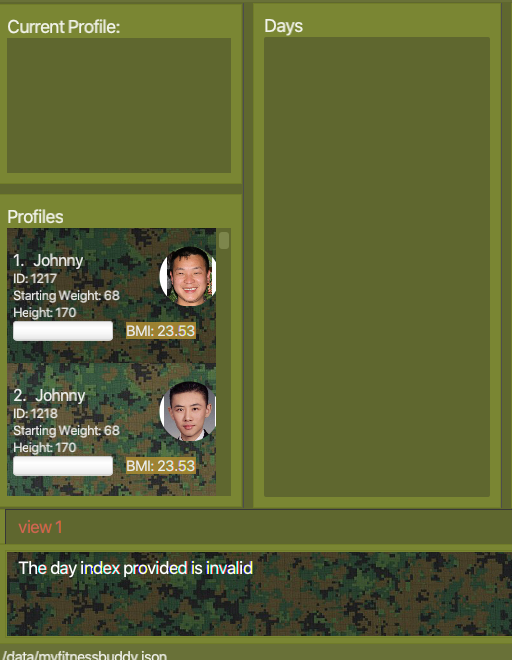 Current Profile:
Days
Profiles
1. Johnny
ID: 1217
Starting Weight: 68
Height: 170
BMI: 23.53
2. Johnny
ID: 1218
Starting Weight: 68
Height: 170
BMI: 23.53
view 1
The day index provided is invalid
/data/myfitnessbuddy.json